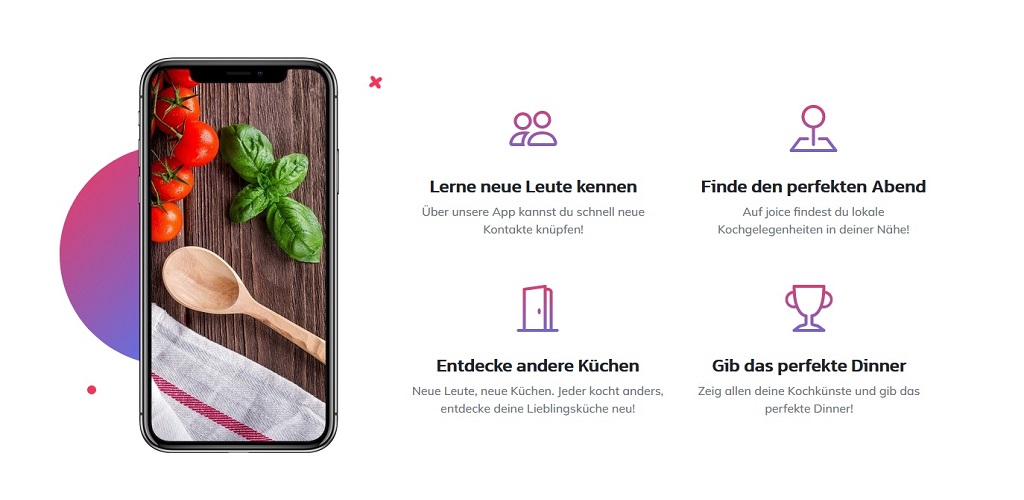 Lerne neue Leute kennen
Über unsere App kannst du schnell neue
Kontakte knüpfen!
Finde den perfekten Abend
Auf joice findest du lokale
Kochgelegenheiten in deiner Nähe!
Entdecke andere Küchen
Neue Leute, neue Küchen. Jeder kocht anders,
entdecke deine Lieblingsküche neu!
Gib das perfekte Dinner
Zeig allen deine Kochkünste und gib das
perfekte Dinner!